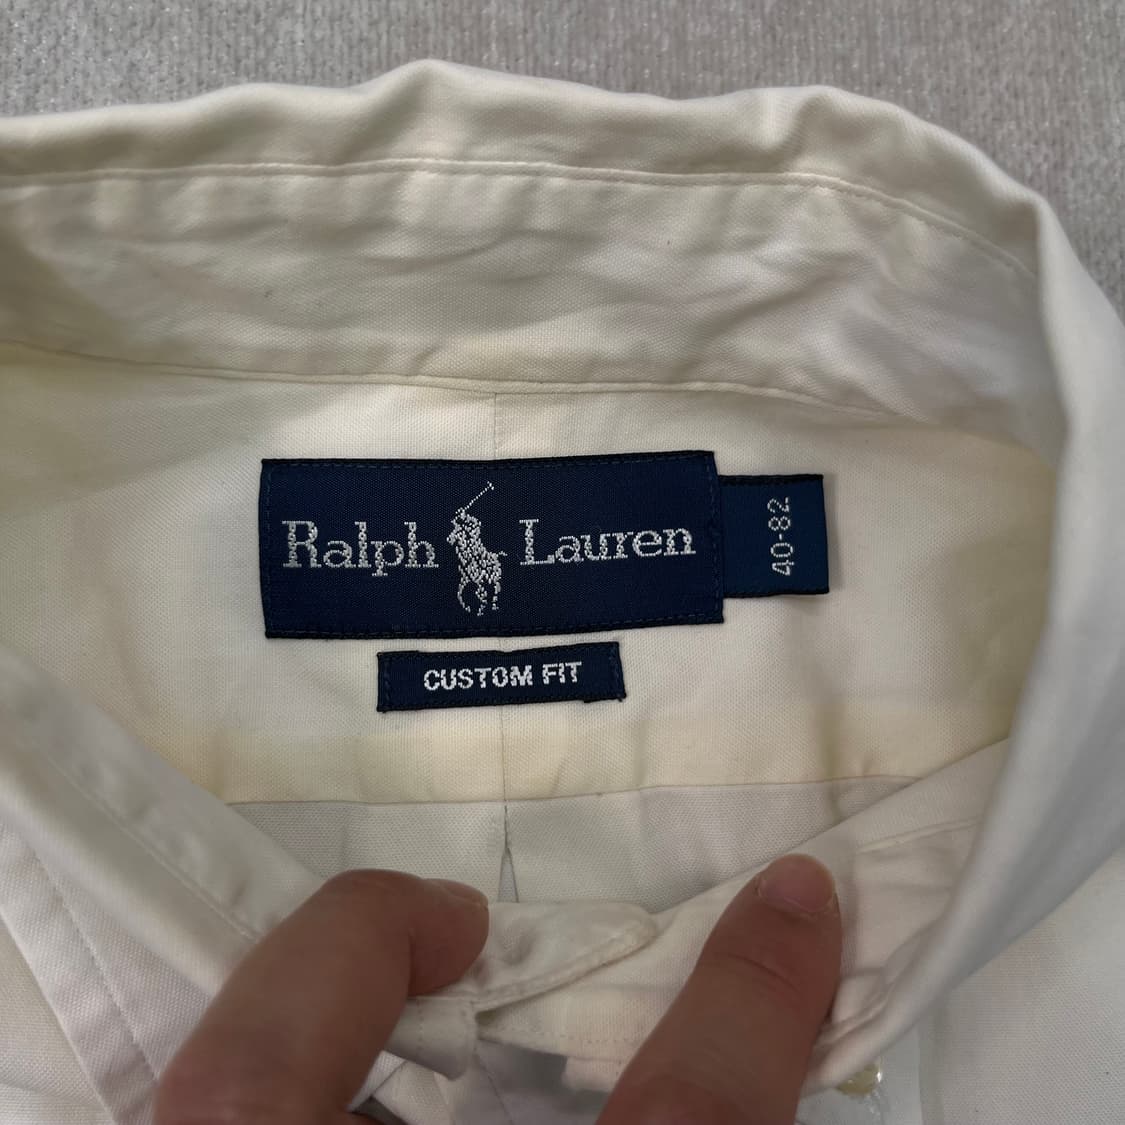 Ralph Lauren
40-82
CUSTOM FIT